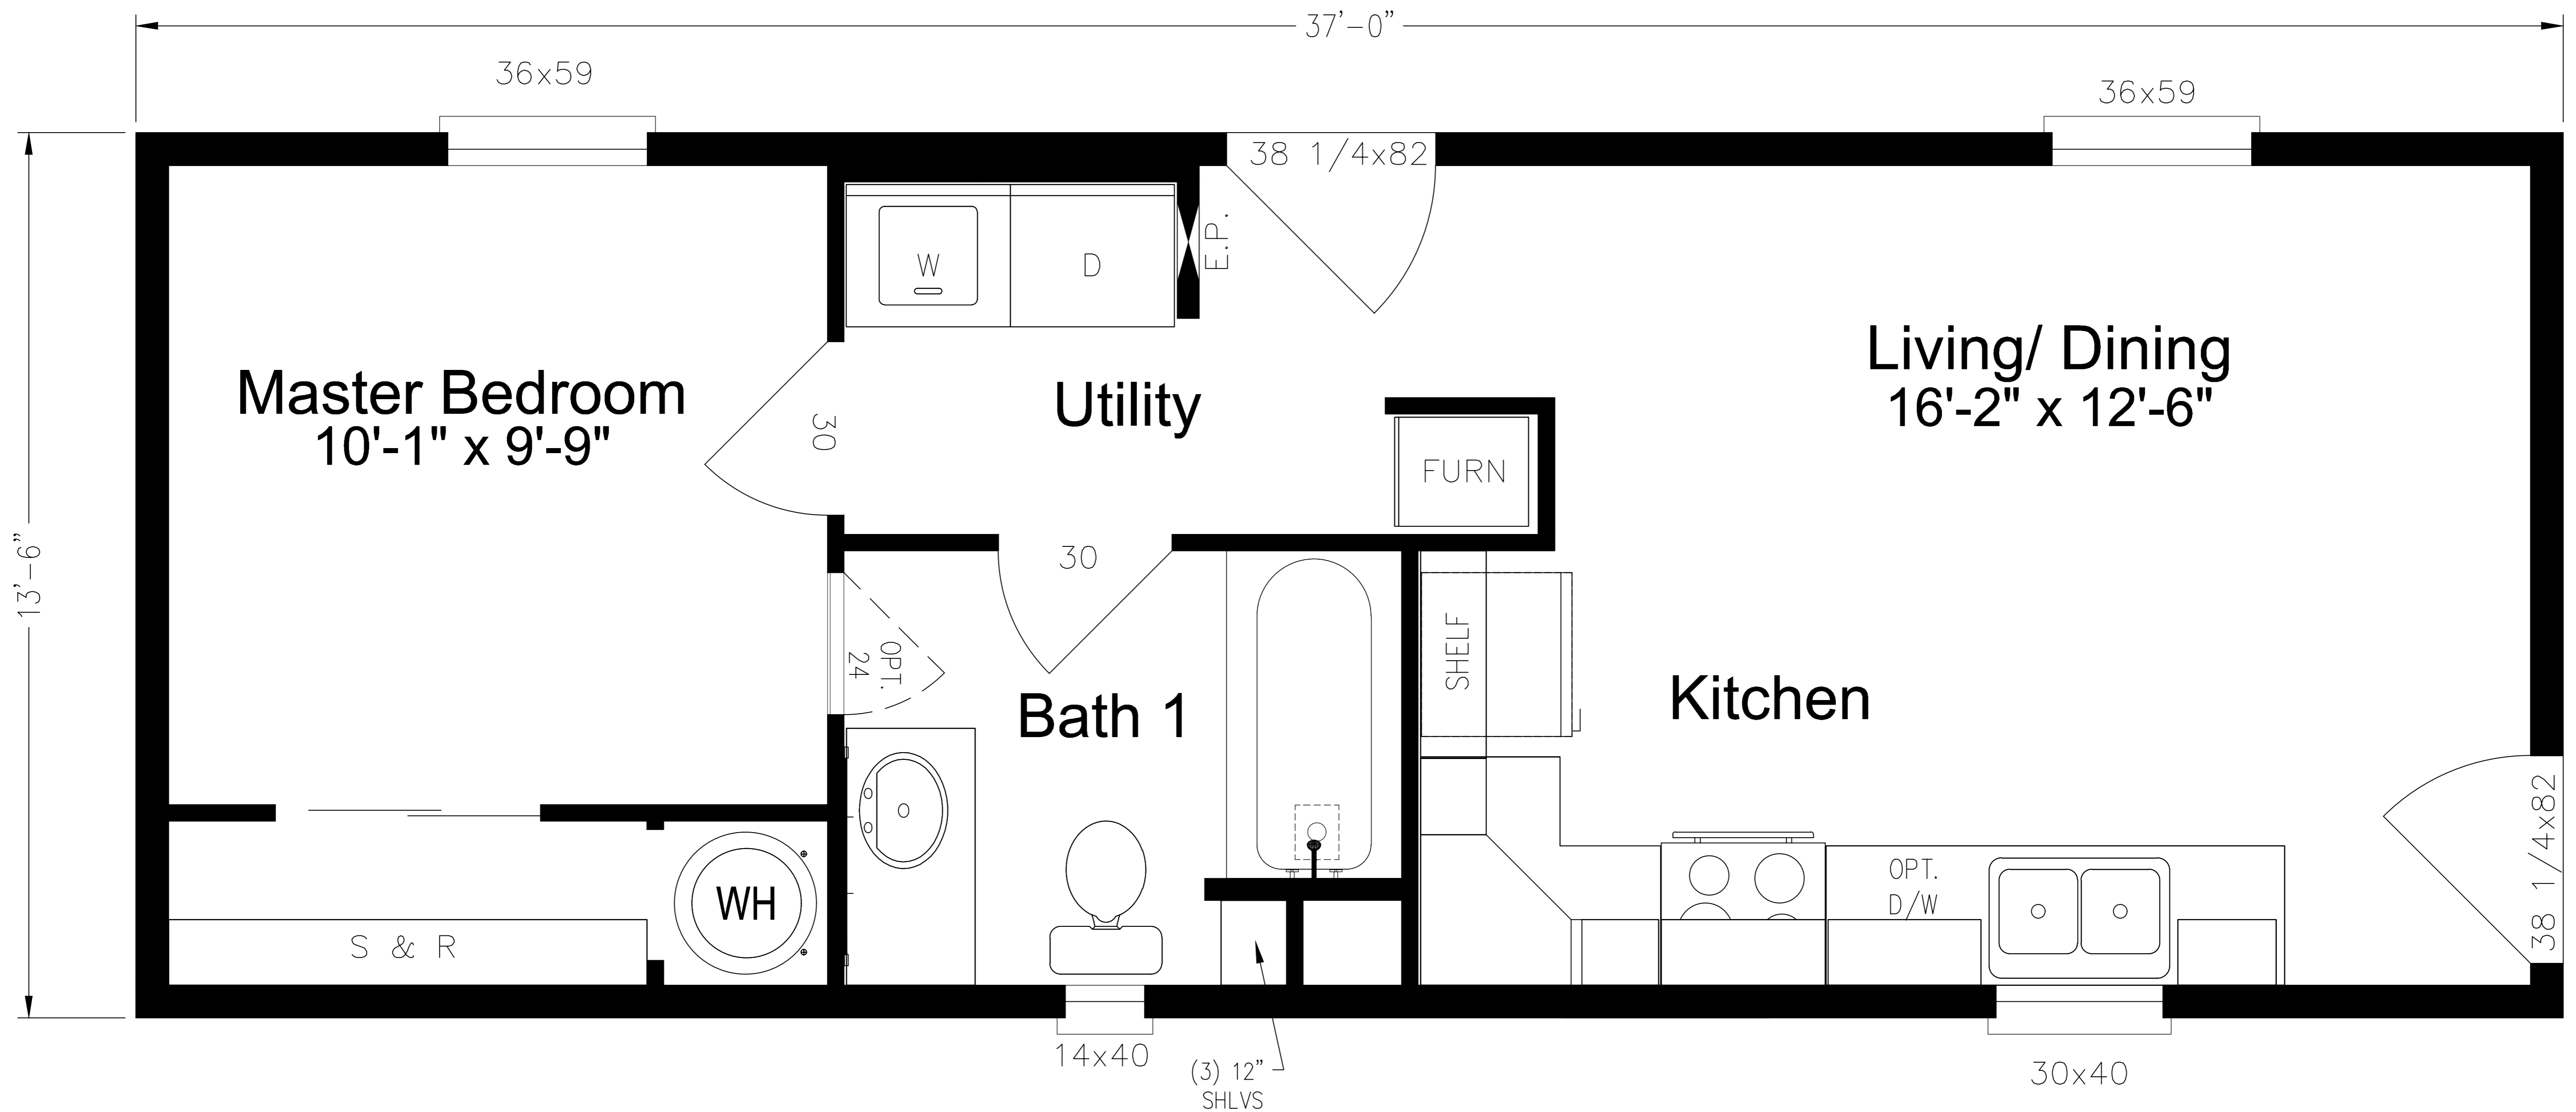 37'-0"
36x59
36x59
38 1/4x82
E.P.
W
D
13'-6"
Master Bedroom
10'-1" x 9'-9"
30
Utility
Living/ Dining
16'-2" x 12'-6"
FURN
30
OPT.
24
Bath 1
SHELF
Kitchen
38 1/4x82
WH
S & R
OPT.
D/W
14x40
(3) 12"
SHLVS
30x40